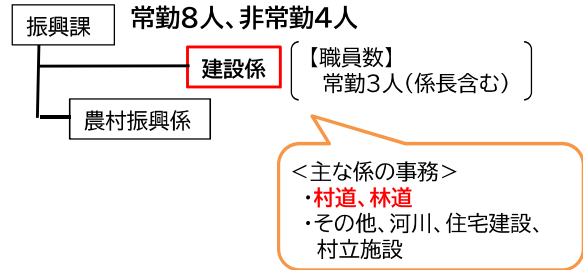 振興課
常勤8人、非常勤4人
建設係
【職員数】
常勤3人(係長含む)
農村振興係
＜主な係の事務＞
・村道、林道
・その他、河川、住宅建設、
村立施設